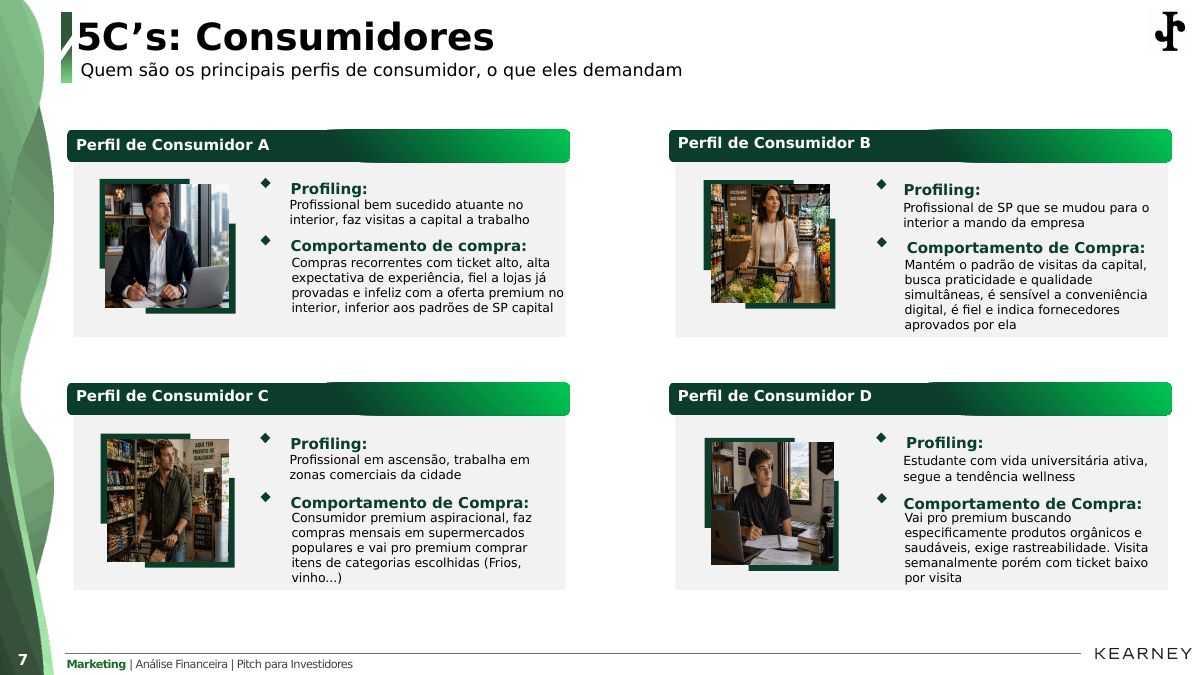 5C’s: Consumidores
Quem são os principais perfis de consumidor, o que eles demandam
Perfil de Consumidor A
Profiling:
Profissional bem sucedido atuante no
interior, faz visitas a capital a trabalho
Comportamento de compra:
Compras recorrentes com ticket alto, alta
expectativa de experiência, fiel a lojas já
provadas e infeliz com a oferta premium no
interior, inferior aos padrões de SP capital
Perfil de Consumidor B
Profiling:
Profissional de SP que se mudou para o
interior a mando da empresa
Comportamento de Compra:
Mantém o padrão de visitas da capital,
busca praticidade e qualidade
simultâneas, é sensível a conveniência
digital, é fiel e indica fornecedores
aprovados por ela
Perfil de Consumidor C
AQUI TEM
PRONTO DE
QUALIDADE!
Profiling:
Profissional em ascensão, trabalha em
zonas comerciais da cidade
Comportamento de Compra:
Consumidor premium aspiracional, faz
compras mensais em supermercados
populares e vai pro premium comprar
itens de categorias escolhidas (Frios,
vinho...)
Perfil de Consumidor D
Profiling:
Estudante com vida universitária ativa,
segue a tendência wellness
Comportamento de Compra:
Vai pro premium buscando
especificamente produtos orgânicos e
saudáveis, exige rastreabilidade. Visita
semanalmente porém com ticket baixo
por visita
7
Marketing | Análise Financeira | Pitch para Investidores
KEARNEY